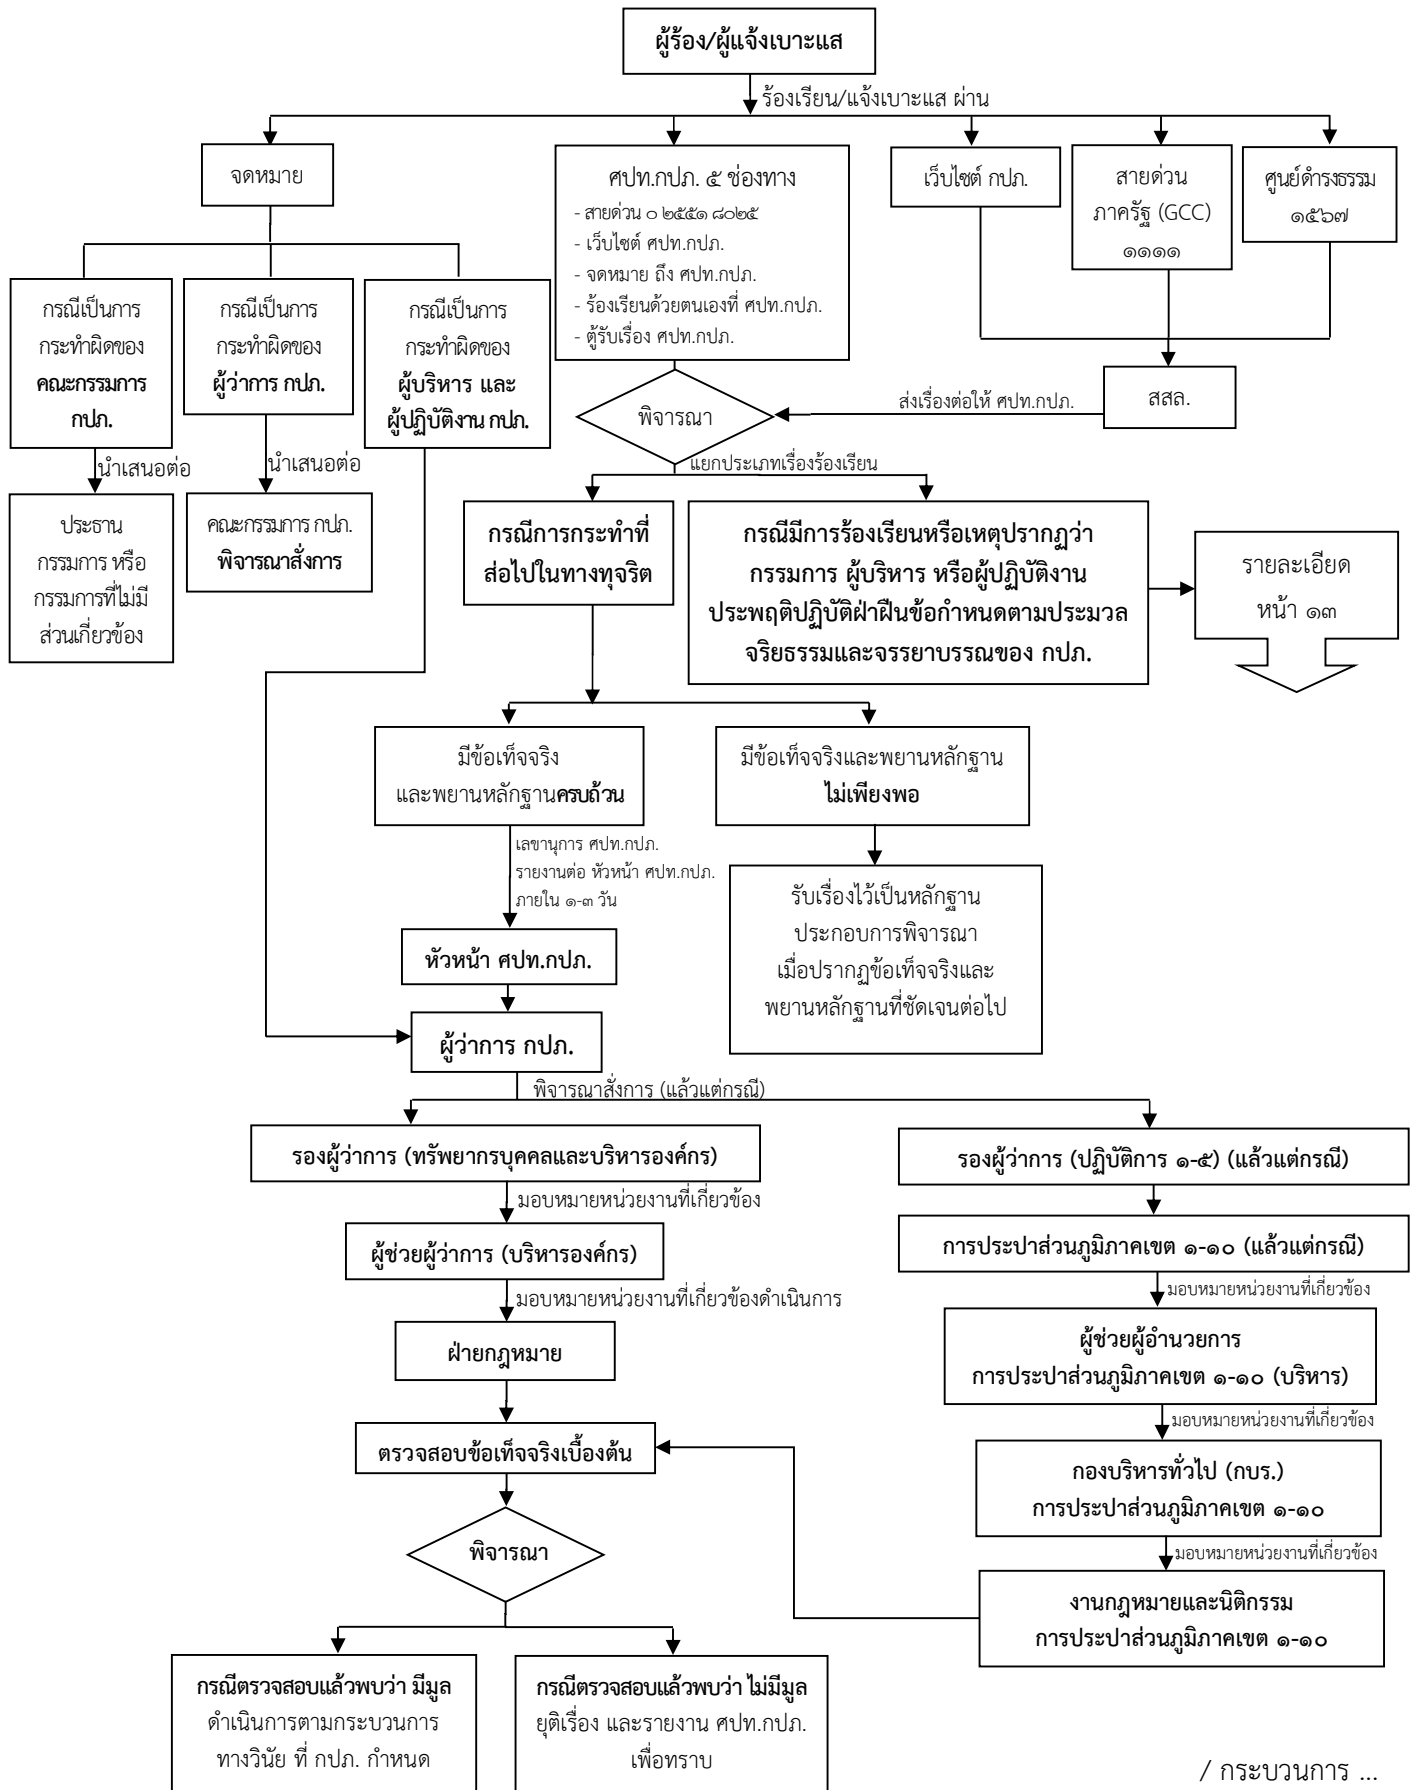 ผู้ร้อง/ผู้แจ้งเบาะแส
ร้องเรียน/แจ้งเบาะแส ผ่าน
จดหมาย
ศปท.กปภ. ๕ ช่องทาง
- สายด่วน ๐ ๒๕๕๑ ๘๐๒๕
- เว็บไซต์ ศปท.กปภ.
- จดหมาย ถึง ศปท.กปภ.
- ร้องเรียนด้วยตนเองที่ ศปท.กปภ.
- ตู้รับเรื่อง ศปท.กปภ.
เว็บไซต์ กปภ.
สายด่วน
ภาครัฐ (GCC)
๑๑๑๑
ศูนย์ดำรงธรรม
๑๕๖๗
กรณีเป็นการ
กระทำผิดของ
คณะกรรมการ
กปภ.
กรณีเป็นการ
กระทำผิดของ
ผู้ว่าการ กปภ.
กรณีเป็นการ
กระทำผิดของ
ผู้บริหาร และ
ผู้ปฏิบัติงาน กปภ.
สสล.
ส่งเรื่องต่อให้ ศปท.กปภ.
พิจารณา
นำเสนอต่อ
นำเสนอต่อ
แยกประเภทเรื่องร้องเรียน
ประธาน
กรรมการ หรือ
กรรมการที่ไม่มี
ส่วนเกี่ยวข้อง
คณะกรรมการ กปภ.
พิจารณาสั่งการ
กรณีการกระทำที่
ส่อไปในทางทุจริต
กรณีมีการร้องเรียนหรือเหตุปรากฏว่า
กรรมการ ผู้บริหาร หรือผู้ปฏิบัติงาน
ประพฤติปฏิบัติฝ่าฝืนข้อกำหนดตามประมวล
จริยธรรมและจรรยาบรรณของ กปภ.
รายละเอียด
หน้า ๑๓
มีข้อเท็จจริง
และพยานหลักฐานครบถ้วน
มีข้อเท็จจริงและพยานหลักฐาน
ไม่เพียงพอ
เลขานุการ ศปท.กปภ.
รายงานต่อ หัวหน้า ศปท.กปภ.
ภายใน ๑-๓ วัน
รับเรื่องไว้เป็นหลักฐาน
ประกอบการพิจารณา
เมื่อปรากฏข้อเท็จจริงและ
พยานหลักฐานที่ชัดเจนต่อไป
หัวหน้า ศปท.กปภ.
ผู้ว่าการ กปภ.
พิจารณาสั่งการ (แล้วแต่กรณี)
รองผู้ว่าการ (ทรัพยากรบุคคลและบริหารองค์กร)
รองผู้ว่าการ (ปฏิบัติการ ๑-๕) (แล้วแต่กรณี)
มอบหมายหน่วยงานที่เกี่ยวข้อง
ผู้ช่วยผู้ว่าการ (บริหารองค์กร)
การประปาส่วนภูมิภาคเขต ๑-๑๐ (แล้วแต่กรณี)
มอบหมายหน่วยงานที่เกี่ยวข้องดำเนินการ
มอบหมายหน่วยงานที่เกี่ยวข้อง
ฝ่ายกฎหมาย
ผู้ช่วยผู้อำนวยการ
การประปาส่วนภูมิภาคเขต ๑-๑๐ (บริหาร)
มอบหมายหน่วยงานที่เกี่ยวข้อง
ตรวจสอบข้อเท็จจริงเบื้องต้น
กองบริหารทั่วไป (กบร.)
การประปาส่วนภูมิภาคเขต ๑-๑๐
พิจารณา
มอบหมายหน่วยงานที่เกี่ยวข้อง
งานกฎหมายและนิติกรรม
การประปาส่วนภูมิภาคเขต ๑-๑๐
กรณีตรวจสอบแล้วพบว่า มีมูล
ดำเนินการตามกระบวนการ
ทางวินัย ที่ กปภ. กำหนด
กรณีตรวจสอบแล้วพบว่า ไม่มีมูล
ยุติเรื่อง และรายงาน ศปท.กปภ.
เพื่อทราบ
/ กระบวนการ ...